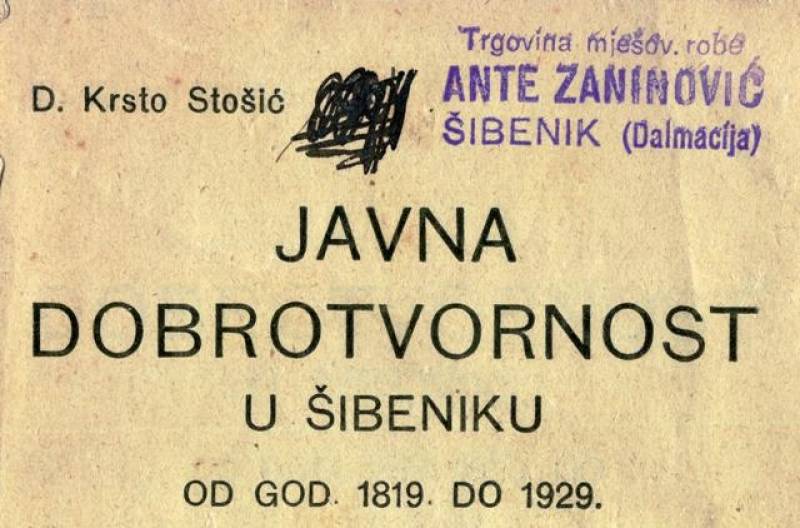 Trgovina mješov. robe
ANTE ZANINOVIĆ
ŠIBENIK (Dalmacija)
D. Krsto Stošić
JAVNA
DOBROTVORNOST
U ŠIBENIKU
OD GOD. 1819. DO 1929.